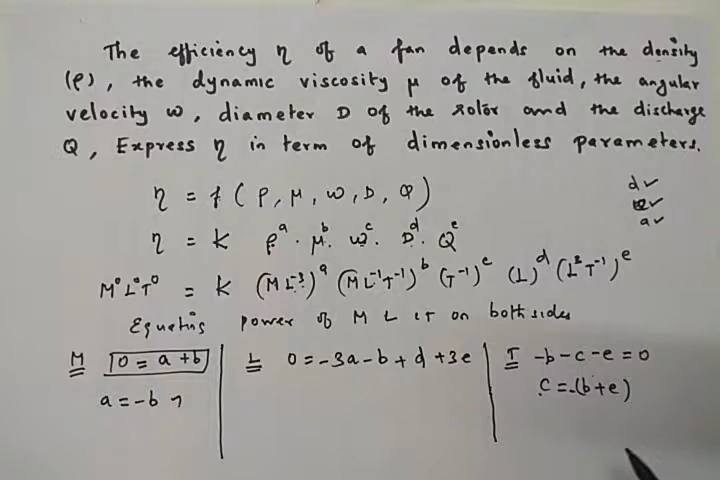 The efficiency η of a fan depends on the density
(ρ), the dynamic viscosity μ of the fluid, the angular
velocity ω, diameter D of the rotor and the discharge
Q, Express η in term of dimensionless parameters.
η = f (ρ, μ, ω, D, Q)
d✓
✓
a✓
η = K ρ^a · μ^b · ω^c · D^d · Q^e
M⁰L⁰T⁰ = K (ML⁻³)^a (ML⁻¹T⁻¹)^b (T⁻¹)^c (L)^d (L³T⁻¹)^e
Equating power of M L & T on both sides
M 0 = a + b L 0 = -3a - b + d + 3e T -b - c - e = 0
a = -b c = -(b + e)